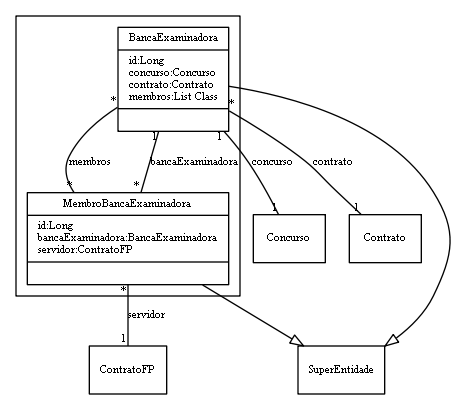 BancaExaminadora
id:Long
concurso:Concurso
contrato:Contrato
membros:List Class
* *
1 1
membros bancaExaminadora concurso contrato
* * 1 1
MembroBancaExaminadora
id:Long
bancaExaminadora:BancaExaminadora
servidor:ContratoFP
Concurso Contrato
*
servidor
1
ContratoFP SuperEntidade